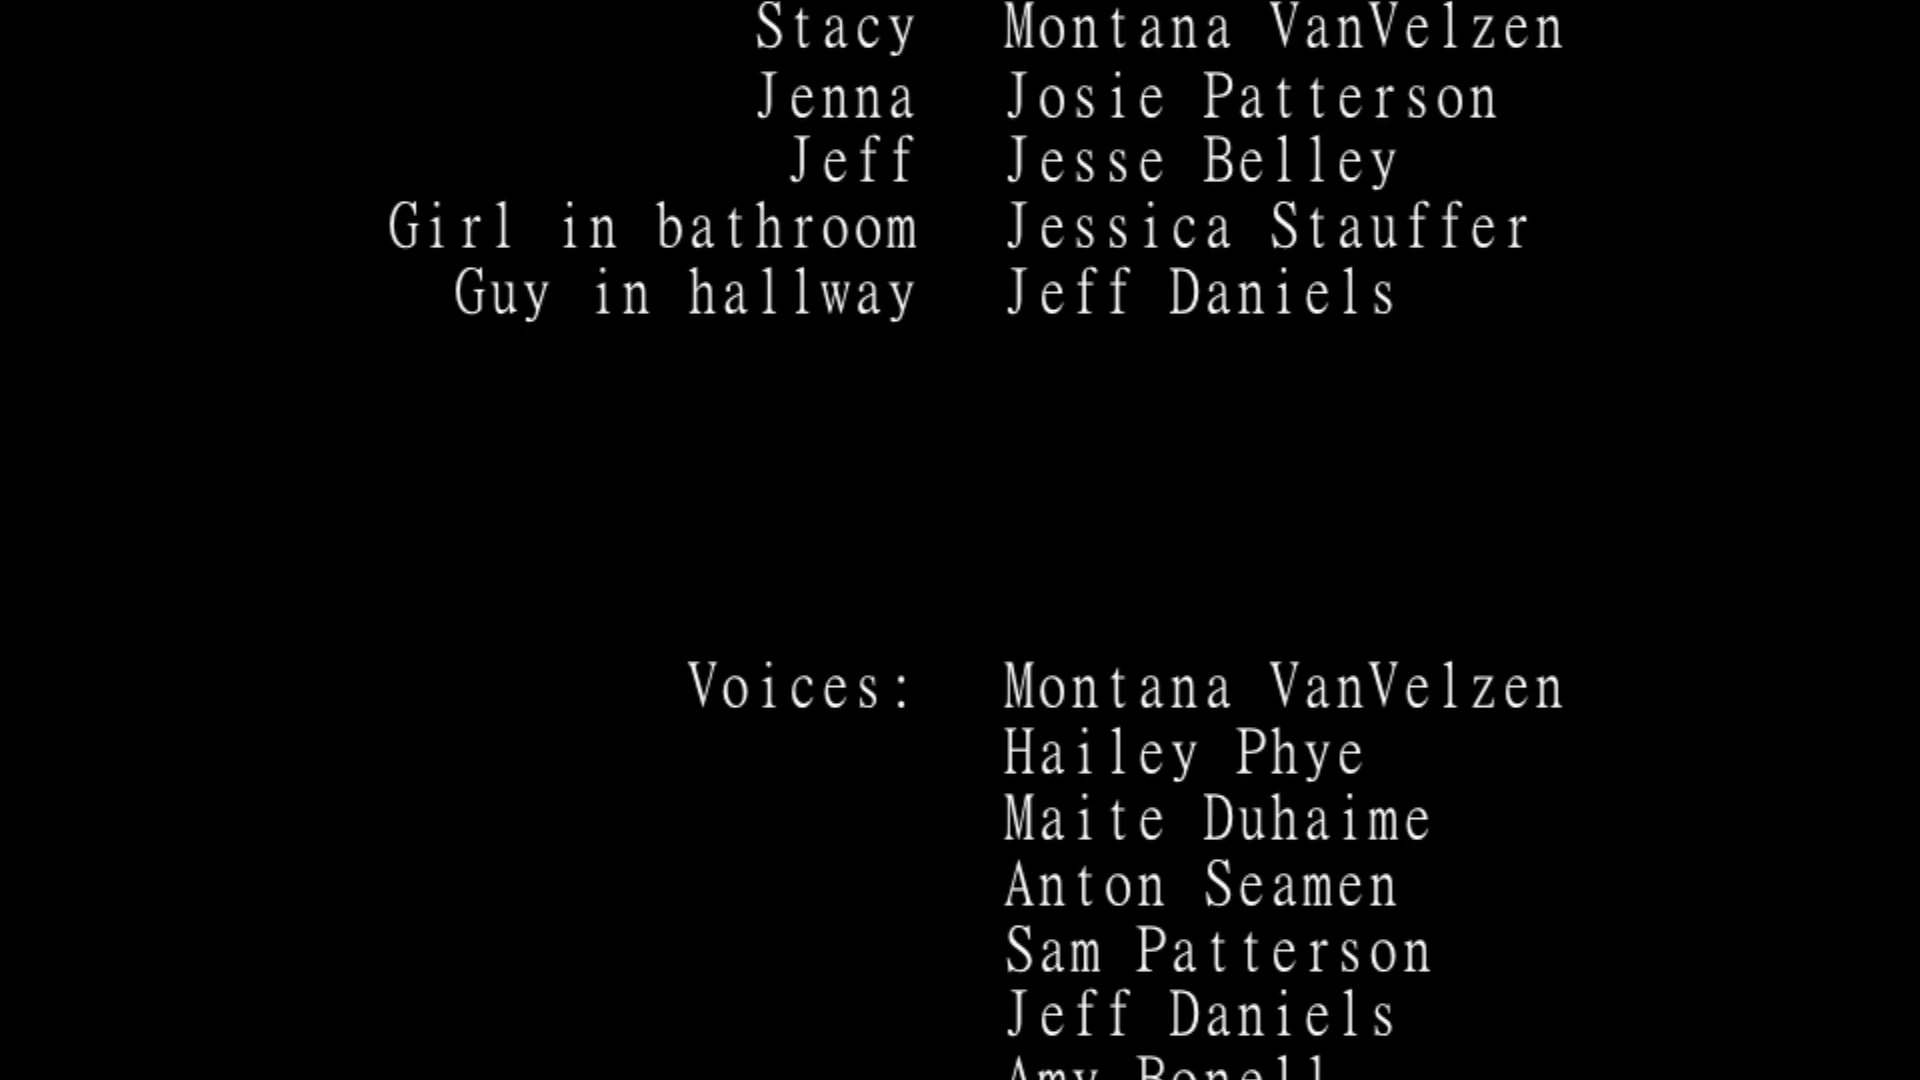 Stacy Montana VanVelzen
Jenna Josie Patterson
Jeff Jesse Belley
Girl in bathroom Jessica Stauffer
Guy in hallway Jeff Daniels
Voices: Montana VanVelzen
Hailey Phye
Maite Duhaime
Anton Seamen
Sam Patterson
Jeff Daniels
Amy